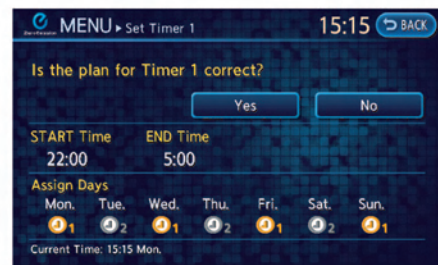 MENU ▸ Set Timer 1 15:15 BACK
Is the plan for Timer 1 correct?
Yes No
START Time END Time
22:00 5:00
Assign Days
Mon. Tue. Wed. Thu. Fri. Sat. Sun.
1 2 1 2 1 2 1
Current Time: 15:15 Mon.